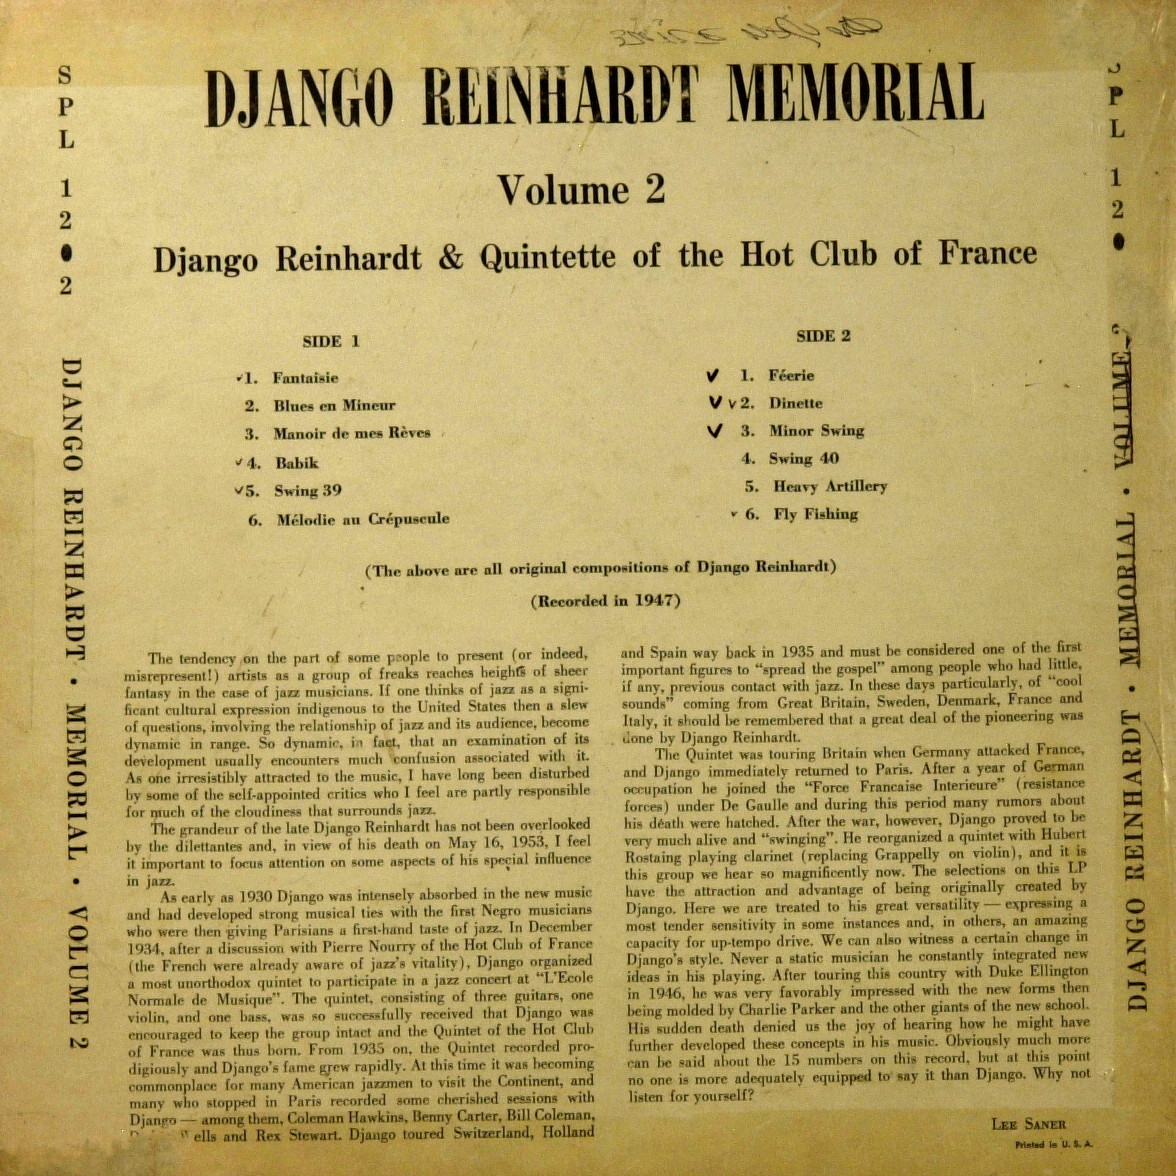 DJANGO REINHARDT MEMORIAL
Volume 2
Django Reinhardt & Quintette of the Hot Club of France
SPL 12●2 DJANGO REINHARDT • MEMORIAL • VOLUME 2
SIDE 1
1. Fantaisie
2. Blues en Mineur
3. Manoir de mes Rèves
4. Babik
5. Swing 39
6. Mélodie au Crépuscule
SIDE 2
1. Féerie
2. Dinette
3. Minor Swing
4. Swing 40
5. Heavy Artillery
6. Fly Fishing
(The above are all original compositions of Django Reinhardt)
(Recorded in 1947)
The tendency on the part of some people to present (or indeed,
misrepresent!) artists as a group of freaks reaches heights of sheer
fantasy in the case of jazz musicians. If one thinks of jazz as a signi-
ficant cultural expression indigenous to the United States then a slew
of questions, involving the relationship of jazz and its audience, become
dynamic in range. So dynamic, in fact, that an examination of its
development usually encounters much confusion associated with it.
As one irresistibly attracted to the music, I have long been disturbed
by some of the self-appointed critics who I feel are partly responsible
for much of the cloudiness that surrounds jazz.
The grandeur of the late Django Reinhardt has not been overlooked
by the dilettantes and, in view of his death on May 16, 1953, I feel
it important to focus attention on some aspects of his special influence
in jazz.
As early as 1930 Django was intensely absorbed in the new music
and had developed strong musical ties with the first Negro musicians
who were then giving Parisians a first-hand taste of jazz. In December
1934, after a discussion with Pierre Nourry of the Hot Club of France
(the French were already aware of jazz's vitality), Django organized
a most unorthodox quintet to participate in a jazz concert at "L'Ecole
Normale de Musique". The quintet, consisting of three guitars, one
violin, and one bass, was so successfully received that Django was
encouraged to keep the group intact and the Quintet of the Hot Club
of France was thus born. From 1935 on, the Quintet recorded pro-
digiously and Django's fame grew rapidly. At this time it was becoming
commonplace for many American jazzmen to visit the Continent, and
many who stopped in Paris recorded some cherished sessions with
Django — among them, Coleman Hawkins, Benny Carter, Bill Coleman,
ells and Rex Stewart. Django toured Switzerland, Holland
and Spain way back in 1935 and must be considered one of the first
important figures to "spread the gospel" among people who had little,
if any, previous contact with jazz. In these days particularly, of "cool
sounds" coming from Great Britain, Sweden, Denmark, France and
Italy, it should be remembered that a great deal of the pioneering was
done by Django Reinhardt.
The Quintet was touring Britain when Germany attacked France,
and Django immediately returned to Paris. After a year of German
occupation he joined the "Force Francaise Interieure" (resistance
forces) under De Gaulle and during this period many rumors about
his death were hatched. After the war, however, Django proved to be
very much alive and "swinging". He reorganized a quintet with Hubert
Rostaing playing clarinet (replacing Grappelly on violin), and it is
this group we hear so magnificently now. The selections on this LP
have the attraction and advantage of being originally created by
Django. Here we are treated to his great versatility — expressing a
most tender sensitivity in some instances and, in others, an amazing
capacity for up-tempo drive. We can also witness a certain change in
Django's style. Never a static musician he constantly integrated new
ideas in his playing. After touring this country with Duke Ellington
in 1946, he was very favorably impressed with the new forms then
being molded by Charlie Parker and the other giants of the new school.
His sudden death denied us the joy of hearing how he might have
further developed these concepts in his music. Obviously much more
can be said about the 15 numbers on this record, but at this point
no one is more adequately equipped to say it than Django. Why not
listen for yourself?
LEE SANER
Printed in U. S. A.
SPL 12● DJANGO REINHARDT • MEMORIAL • VOLUME 2